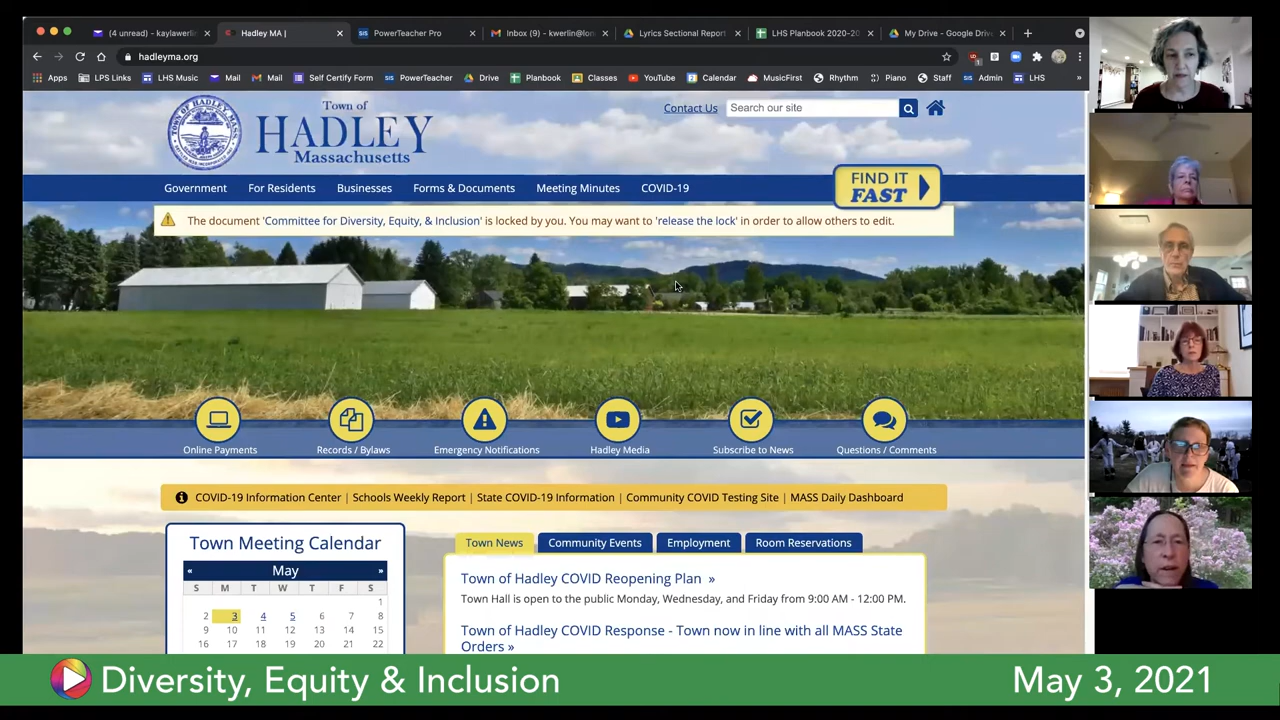 (4 unread) - kaylawerli
Hadley MA |
PowerTeacher Pro
Inbox (9) - kwerlin@lon
Lyrics Sectional Report
LHS Planbook 2020-20
My Drive - Google Driv
hadleyma.org
Apps
LPS Links
LHS Music
Mail
Mail
Self Certify Form
PowerTeacher
Drive
Planbook
Classes
YouTube
Calendar
MusicFirst
Rhythm
Piano
Staff
Admin
LHS
Town of
HADLEY
Massachusetts
Contact Us
Search our site
Government
For Residents
Businesses
Forms & Documents
Meeting Minutes
COVID-19
FIND IT
FAST
The document 'Committee for Diversity, Equity, & Inclusion' is locked by you. You may want to 'release the lock' in order to allow others to edit.
Online Payments
Records / Bylaws
Emergency Notifications
Hadley Media
Subscribe to News
Questions / Comments
COVID-19 Information Center | Schools Weekly Report | State COVID-19 Information | Community COVID Testing Site | MASS Daily Dashboard
Town Meeting Calendar
« May »
S M T W T F S
1
2 3 4 5 6 7 8
9 10 11 12 13 14 15
16 17 18 19 20 21 22
Town News
Community Events
Employment
Room Reservations
Town of Hadley COVID Reopening Plan »
Town Hall is open to the public Monday, Wednesday, and Friday from 9:00 AM - 12:00 PM.
Town of Hadley COVID Response - Town now in line with all MASS State
Orders »
Diversity, Equity & Inclusion
May 3, 2021